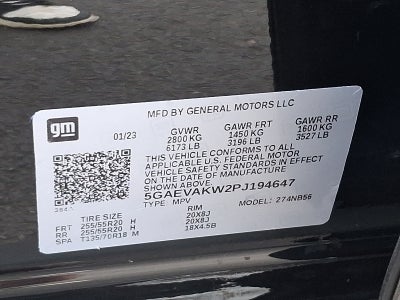 gm
MFD BY GENERAL MOTORS LLC
01/23 GVWR GAWR FRT GAWR RR
2800 KG 1450 KG 1600 KG
6173 LB 3196 LB 3527 LB
THIS VEHICLE CONFORMS TO ALL
APPLICABLE U.S. FEDERAL MOTOR
VEHICLE SAFETY STANDARDS IN EFFECT
ON THE DATE OF MANUFACTURE
SHOWN ABOVE.
5GAEVAKW2PJ194647
TYPE MPV MODEL: 274NB56
TIRE SIZE RIM
FRT 255/55R20 H 20X8J
RR 255/55R20 H 20X8J
SPA T135/70R18 M 18X4.5B